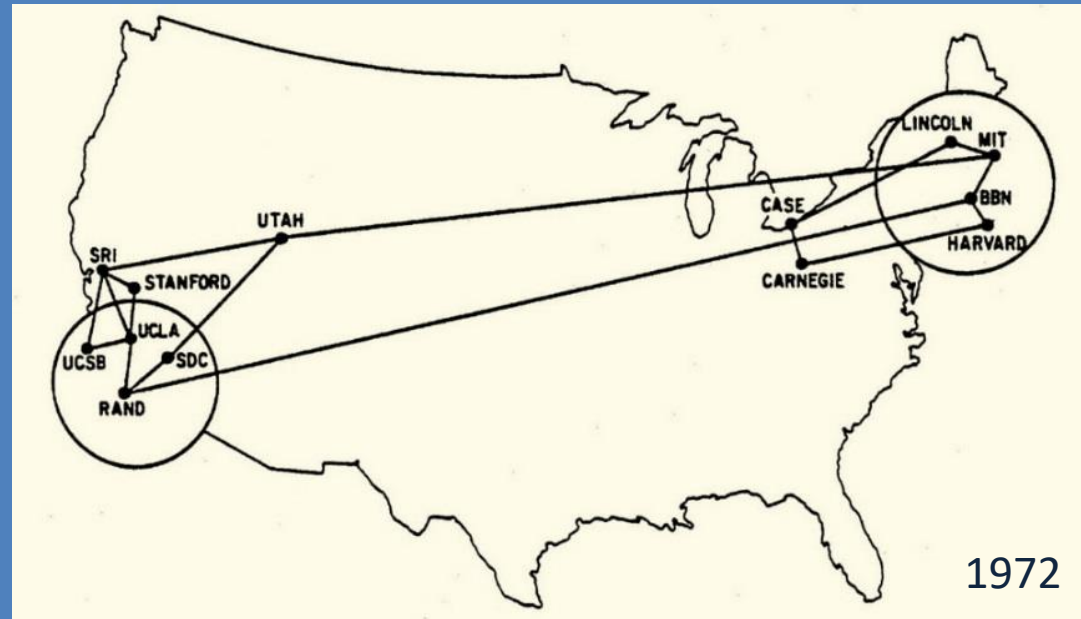 LINCOLN
MIT
BBN
HARVARD
CASE
CARNEGIE
UTAH
SRI
STANFORD
UCLA
UCSB
SDC
RAND
1972